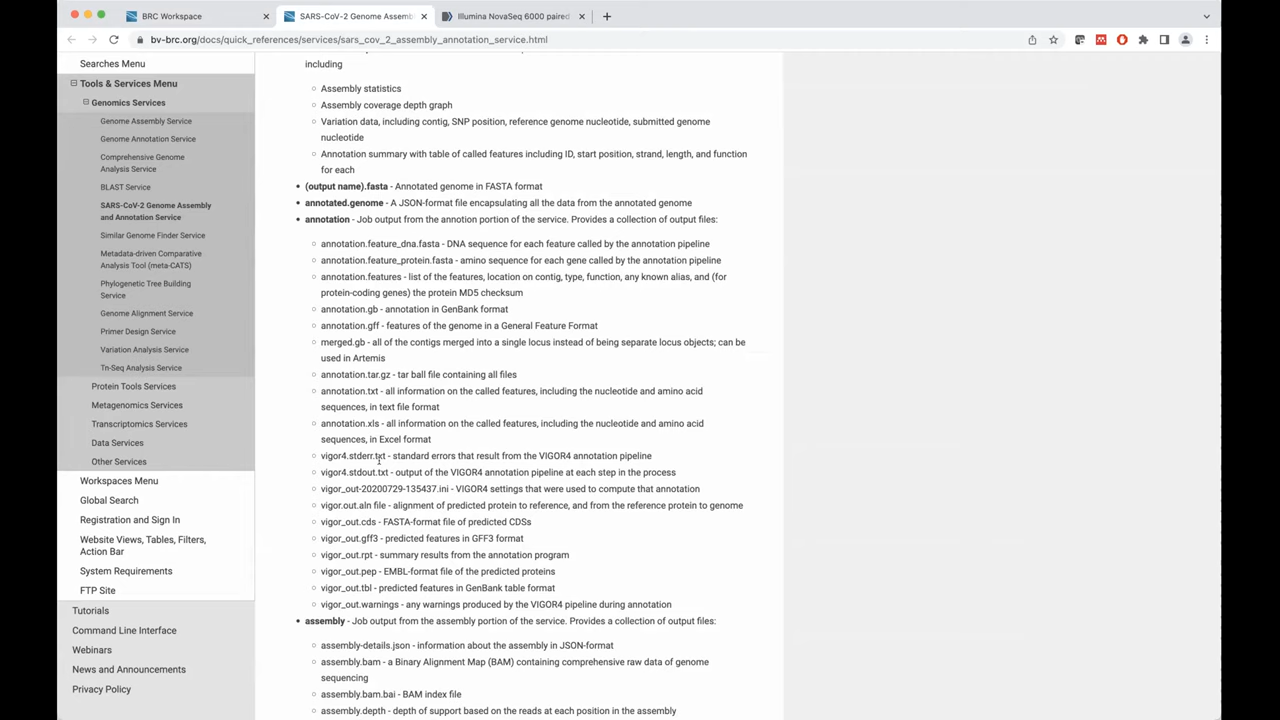 BRC Workspace
SARS-CoV-2 Genome Assemb
Illumina NovaSeq 6000 paired
bv-brc.org/docs/quick_references/services/sars_cov_2_assembly_annotation_service.html
Searches Menu
Tools & Services Menu
Genomics Services
Genome Assembly Service
Genome Annotation Service
Comprehensive Genome
Analysis Service
BLAST Service
SARS-CoV-2 Genome Assembly
and Annotation Service
Similar Genome Finder Service
Metadata-driven Comparative
Analysis Tool (meta-CATS)
Phylogenetic Tree Building
Service
Genome Alignment Service
Primer Design Service
Variation Analysis Service
Tn-Seq Analysis Service
Protein Tools Services
Metagenomics Services
Transcriptomics Services
Data Services
Other Services
Workspaces Menu
Global Search
Registration and Sign In
Website Views, Tables, Filters,
Action Bar
System Requirements
FTP Site
Tutorials
Command Line Interface
Webinars
News and Announcements
Privacy Policy
including
Assembly statistics
Assembly coverage depth graph
Variation data, including contig, SNP position, reference genome nucleotide, submitted genome
nucleotide
Annotation summary with table of called features including ID, start position, strand, length, and function
for each
(output name).fasta - Annotated genome in FASTA format
annotated.genome - A JSON-format file encapsulating all the data from the annotated genome
annotation - Job output from the annotion portion of the service. Provides a collection of output files:
annotation.feature_dna.fasta - DNA sequence for each feature called by the annotation pipeline
annotation.feature_protein.fasta - amino sequence for each gene called by the annotation pipeline
annotation.features - list of the features, location on contig, type, function, any known alias, and (for
protein-coding genes) the protein MD5 checksum
annotation.gb - annotation in GenBank format
annotation.gff - features of the genome in a General Feature Format
merged.gb - all of the contigs merged into a single locus instead of being separate locus objects; can be
used in Artemis
annotation.tar.gz - tar ball file containing all files
annotation.txt - all information on the called features, including the nucleotide and amino acid
sequences, in text file format
annotation.xls - all information on the called features, including the nucleotide and amino acid
sequences, in Excel format
vigor4.stderr.txt - standard errors that result from the VIGOR4 annotation pipeline
vigor4.stdout.txt - output of the VIGOR4 annotation pipeline at each step in the process
vigor_out-20200729-135437.ini - VIGOR4 settings that were used to compute that annotation
vigor.out.aln file - alignment of predicted protein to reference, and from the reference protein to genome
vigor_out.cds - FASTA-format file of predicted CDSs
vigor_out.gff3 - predicted features in GFF3 format
vigor_out.rpt - summary results from the annotation program
vigor_out.pep - EMBL-format file of the predicted proteins
vigor_out.tbl - predicted features in GenBank table format
vigor_out.warnings - any warnings produced by the VIGOR4 pipeline during annotation
assembly - Job output from the assembly portion of the service. Provides a collection of output files:
assembly-details.json - information about the assembly in JSON-format
assembly.bam - a Binary Alignment Map (BAM) containing comprehensive raw data of genome
sequencing
assembly.bam.bai - BAM index file
assembly.depth - depth of support based on the reads at each position in the assembly